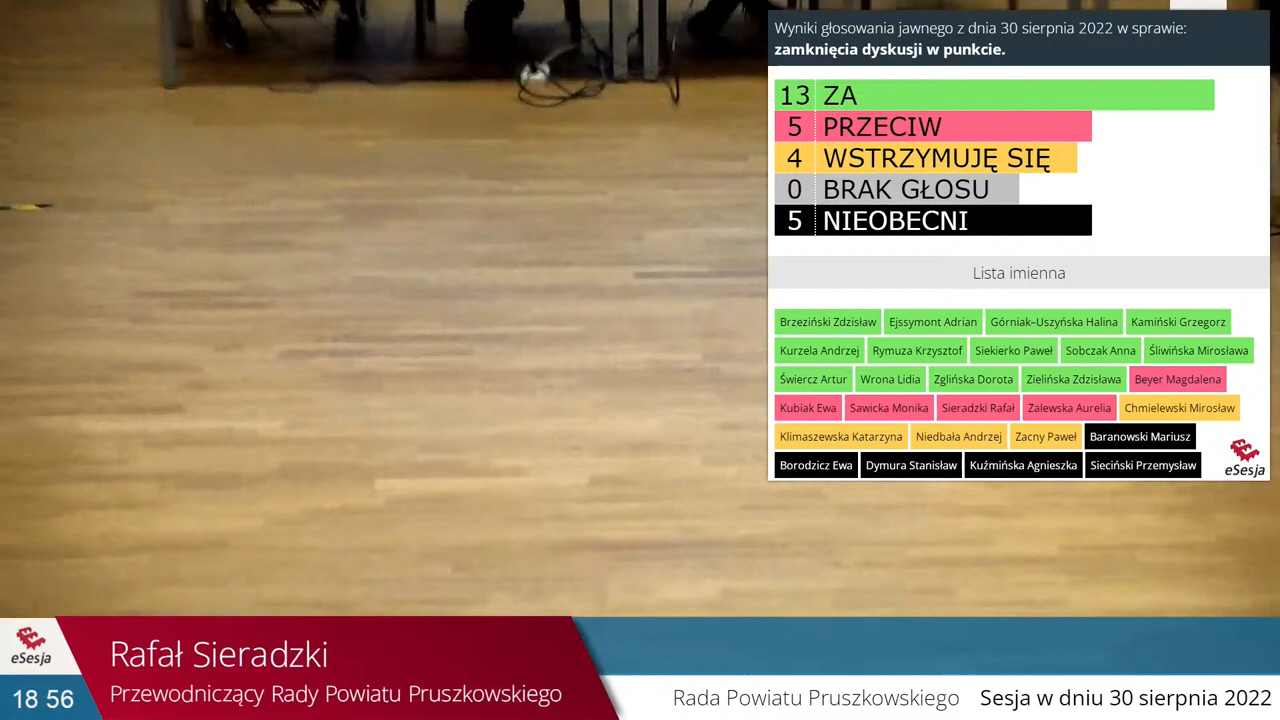 Wyniki głosowania jawnego z dnia 30 sierpnia 2022 w sprawie:
zamknięcia dyskusji w punkcie.
13 ZA
5 PRZECIW
4 WSTRZYMUJĘ SIĘ
0 BRAK GŁOSU
5 NIEOBECNI
Lista imienna
Brzeziński Zdzisław Ejssymont Adrian Górniak–Uszyńska Halina Kamiński Grzegorz
Kurzela Andrzej Rymuza Krzysztof Siekierko Paweł Sobczak Anna Śliwińska Mirosława
Świercz Artur Wrona Lidia Zglińska Dorota Zielińska Zdzisława Beyer Magdalena
Kubiak Ewa Sawicka Monika Sieradzki Rafał Zalewska Aurelia Chmielewski Mirosław
Klimaszewska Katarzyna Niedbała Andrzej Zacny Paweł Baranowski Mariusz
Borodzicz Ewa Dymura Stanisław Kuźmińska Agnieszka Sieciński Przemysław
eSesja
eSesja
Rafał Sieradzki
Przewodniczący Rady Powiatu Pruszkowskiego
18 56
Rada Powiatu Pruszkowskiego Sesja w dniu 30 sierpnia 2022